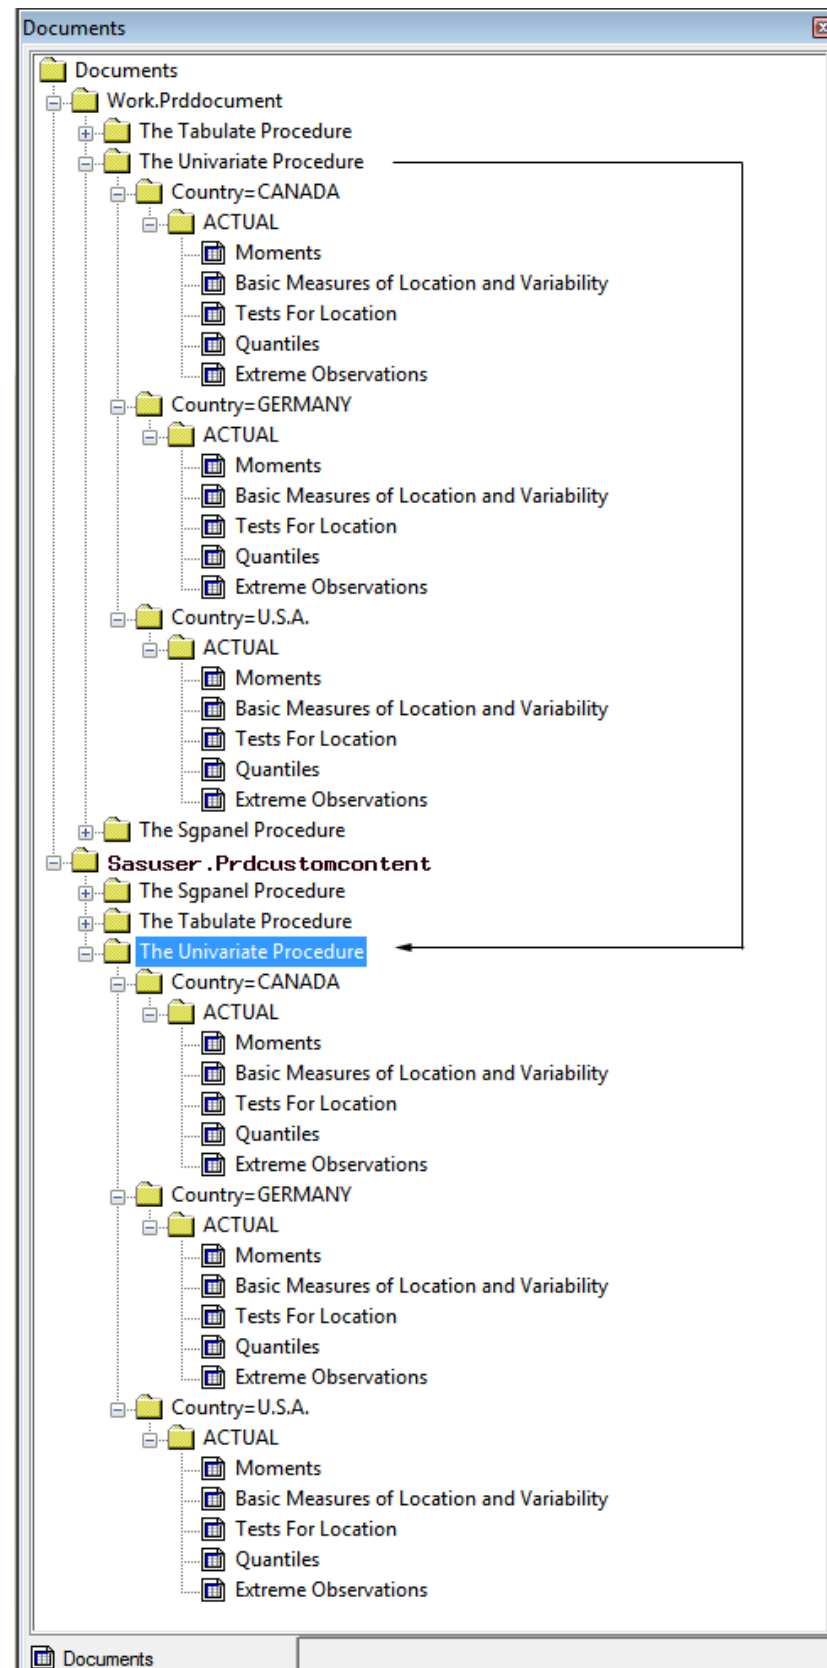 Documents
Documents
Work.Prddocument
The Tabulate Procedure
The Univariate Procedure
Country=CANADA
ACTUAL
Moments
Basic Measures of Location and Variability
Tests For Location
Quantiles
Extreme Observations
Country=GERMANY
ACTUAL
Moments
Basic Measures of Location and Variability
Tests For Location
Quantiles
Extreme Observations
Country=U.S.A.
ACTUAL
Moments
Basic Measures of Location and Variability
Tests For Location
Quantiles
Extreme Observations
The Sgpanel Procedure
Sasuser.Prdcustomcontent
The Sgpanel Procedure
The Tabulate Procedure
The Univariate Procedure
Country=CANADA
ACTUAL
Moments
Basic Measures of Location and Variability
Tests For Location
Quantiles
Extreme Observations
Country=GERMANY
ACTUAL
Moments
Basic Measures of Location and Variability
Tests For Location
Quantiles
Extreme Observations
Country=U.S.A.
ACTUAL
Moments
Basic Measures of Location and Variability
Tests For Location
Quantiles
Extreme Observations
Documents